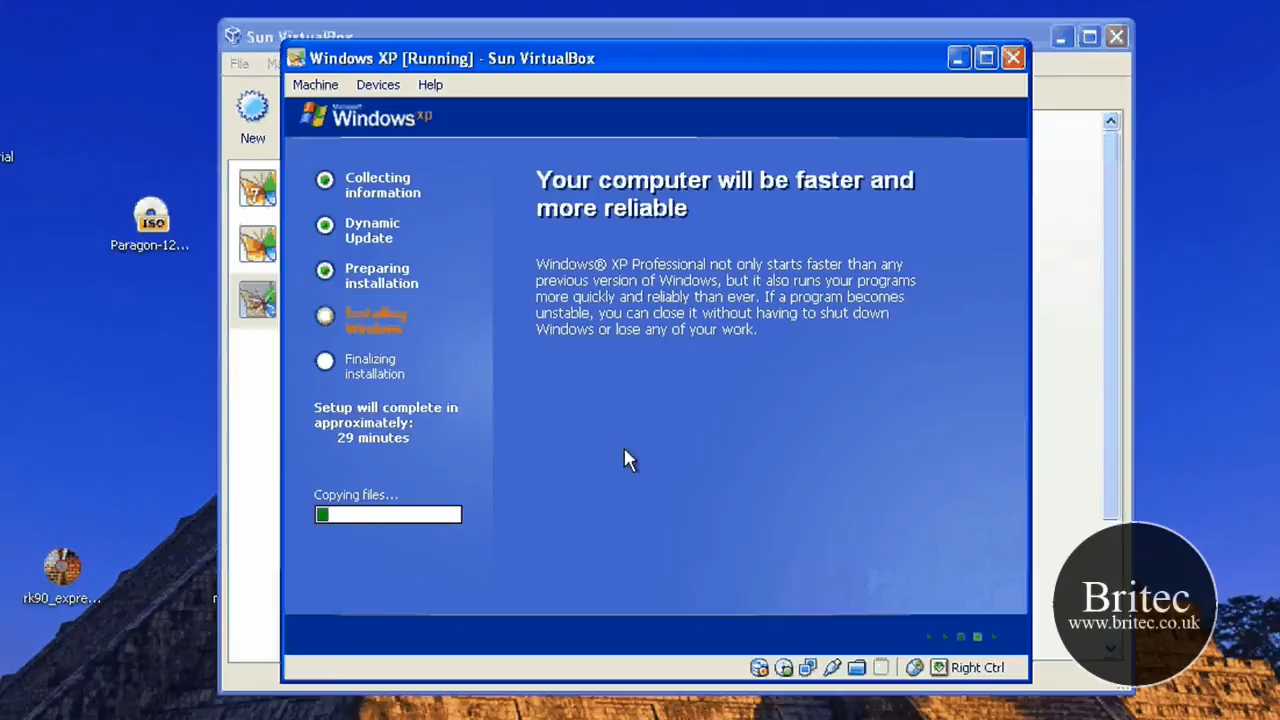 Sun VirtualBox
Windows XP [Running] - Sun VirtualBox
File
Machine
Devices
Help
Microsoft
Windows xp
New
Collecting
information
Dynamic
Update
Preparing
installation
Installing
Windows
Finalizing
installation
Setup will complete in
approximately:
29 minutes
Copying files...
Your computer will be faster and
more reliable
Windows® XP Professional not only starts faster than any
previous version of Windows, but it also runs your programs
more quickly and reliably than ever. If a program becomes
unstable, you can close it without having to shut down
Windows or lose any of your work.
Right Ctrl
ial
ISO
Paragon-12...
rk90_expre...
Britec
www.britec.co.uk